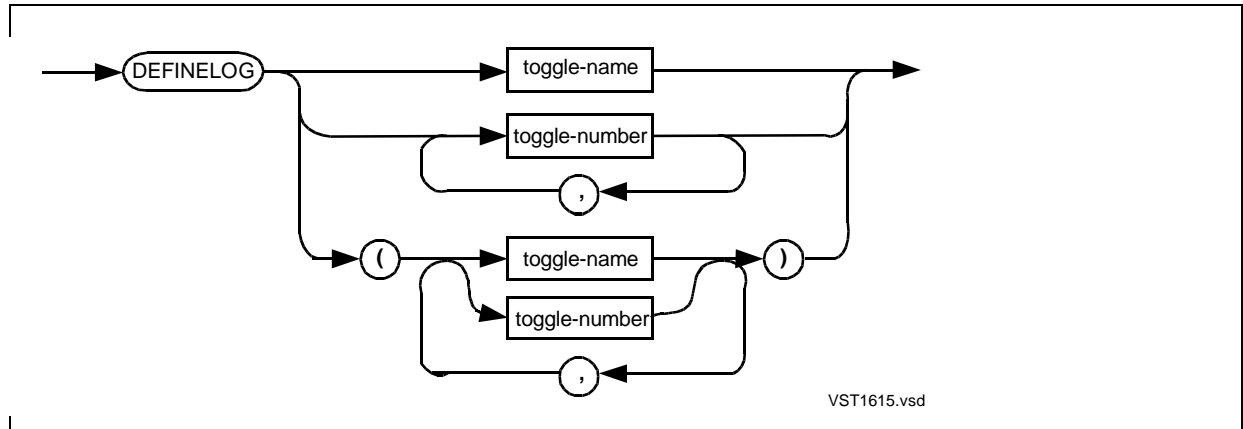 DEFINELOG
toggle-name
toggle-number
,
(
toggle-name
)
toggle-number
,
VST1615.vsd